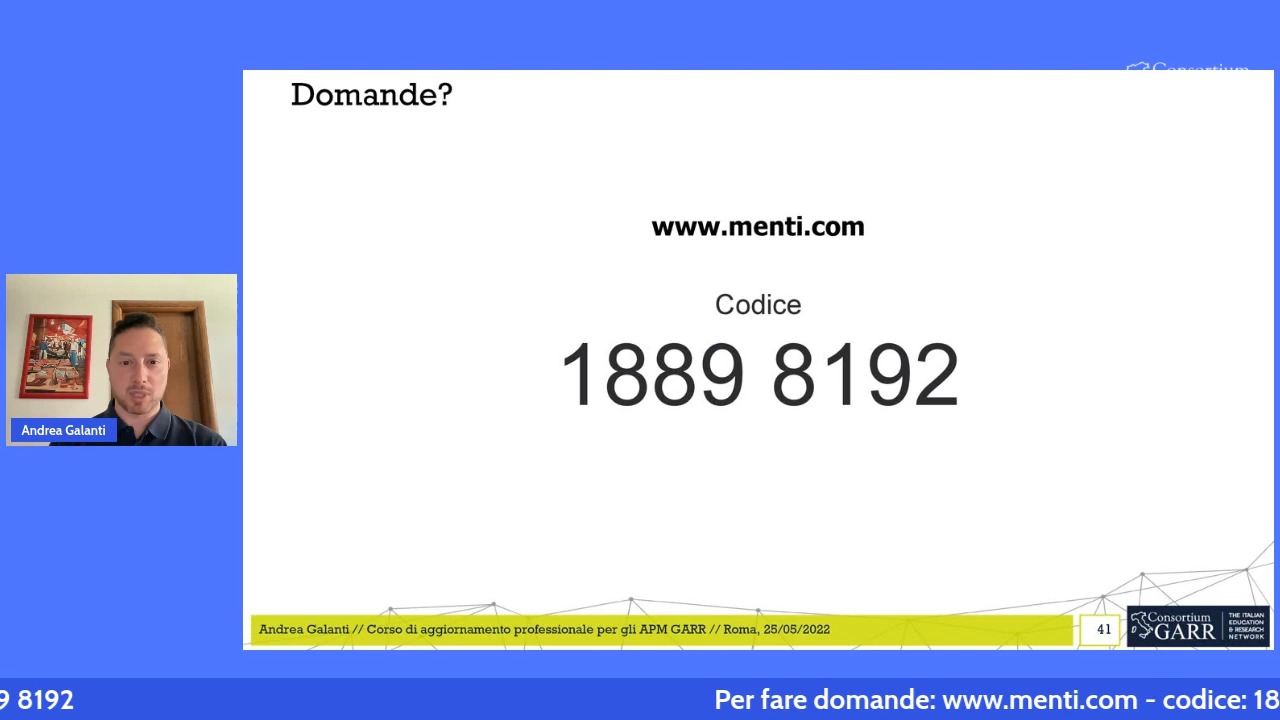 Consortium
Domande?
www.menti.com
Codice
1889 8192
Andrea Galanti
Andrea Galanti // Corso di aggiornamento professionale per gli APM GARR // Roma, 25/05/2022
41
Consortium
GARR
THE ITALIAN
EDUCATION
& RESEARCH
NETWORK
9 8192
Per fare domande: www.menti.com - codice: 18